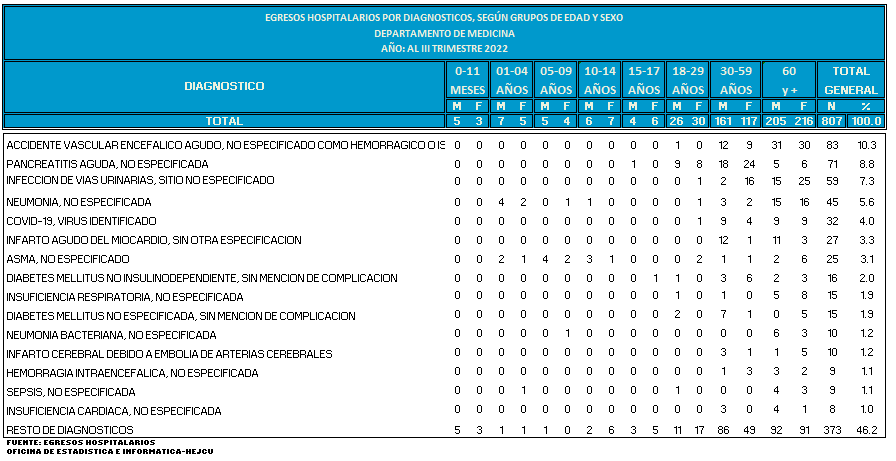 EGRESOS HOSPITALARIOS POR DIAGNOSTICOS, SEGÚN GRUPOS DE EDAD Y SEXO
DEPARTAMENTO DE MEDICINA
AÑO: AL III TRIMESTRE 2022
DIAGNOSTICO 0-11 MESES 01-04 AÑOS 05-09 AÑOS 10-14 AÑOS 15-17 AÑOS 18-29 AÑOS 30-59 AÑOS 60 y + TOTAL GENERAL
M F M F M F M F M F M F M F M F N %
TOTAL 5 3 7 5 5 4 6 7 4 6 26 30 161 117 205 216 807 100.0
ACCIDENTE VASCULAR ENCEFALICO AGUDO, NO ESPECIFICADO COMO HEMORRAGICO O IS 0 0 0 0 0 0 0 0 0 0 1 0 12 9 31 30 83 10.3
PANCREATITIS AGUDA, NO ESPECIFICADA 0 0 0 0 0 0 0 0 1 0 9 8 18 24 5 6 71 8.8
INFECCION DE VIAS URINARIAS, SITIO NO ESPECIFICADO 0 0 0 0 0 0 0 0 0 0 0 1 2 16 15 25 59 7.3
NEUMONIA, NO ESPECIFICADA 0 0 4 2 0 1 1 0 0 0 0 1 3 2 15 16 45 5.6
COVID-19, VIRUS IDENTIFICADO 0 0 0 0 0 0 0 0 0 0 0 1 9 4 9 9 32 4.0
INFARTO AGUDO DEL MIOCARDIO, SIN OTRA ESPECIFICACION 0 0 0 0 0 0 0 0 0 0 0 0 12 1 11 3 27 3.3
ASMA, NO ESPECIFICADO 0 0 2 1 4 2 3 1 0 0 0 2 1 1 2 6 25 3.1
DIABETES MELLITUS NO INSULINODEPENDIENTE, SIN MENCION DE COMPLICACION 0 0 0 0 0 0 0 0 0 1 1 0 3 6 2 3 16 2.0
INSUFICIENCIA RESPIRATORIA, NO ESPECIFICADA 0 0 0 0 0 0 0 0 0 0 1 0 1 0 5 8 15 1.9
DIABETES MELLITUS NO ESPECIFICADA, SIN MENCION DE COMPLICACION 0 0 0 0 0 0 0 0 0 0 2 0 7 1 0 5 15 1.9
NEUMONIA BACTERIANA, NO ESPECIFICADA 0 0 0 0 0 1 0 0 0 0 0 0 0 0 6 3 10 1.2
INFARTO CEREBRAL DEBIDO A EMBOLIA DE ARTERIAS CEREBRALES 0 0 0 0 0 0 0 0 0 0 0 0 3 1 1 5 10 1.2
HEMORRAGIA INTRAENCEFALICA, NO ESPECIFICADA 0 0 0 0 0 0 0 0 0 0 0 0 1 3 3 2 9 1.1
SEPSIS, NO ESPECIFICADA 0 0 0 1 0 0 0 0 0 0 1 0 0 0 4 3 9 1.1
INSUFICIENCIA CARDIACA, NO ESPECIFICADA 0 0 0 0 0 0 0 0 0 0 0 0 3 0 4 1 8 1.0
RESTO DE DIAGNOSTICOS 5 3 1 1 1 0 2 6 3 5 11 17 86 49 92 91 373 46.2
FUENTE: EGRESOS HOSPITALARIOS
OFICINA DE ESTADISTICA E INFORMATICA-HEJCU